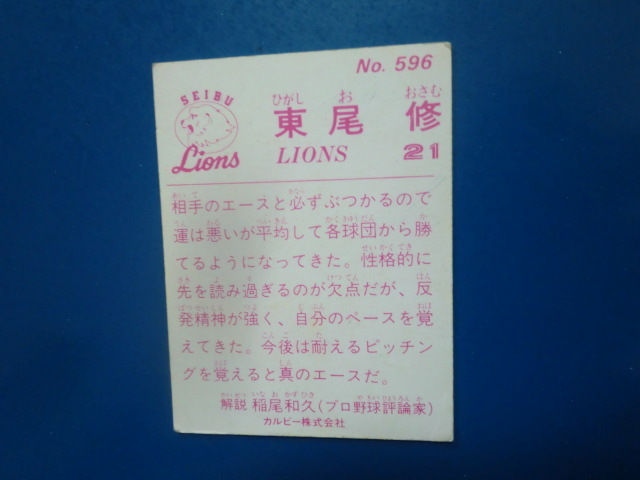 No. 596
SEIBU
Lions
ひがし お おさむ
東尾 修
LIONS 21
相手のエースと必ずぶつかるので
運は悪いが平均して各球団から勝
てるようになってきた。性格的に
先を読み過ぎるのが欠点だが、反
発精神が強く、自分のペースを覚
えてきた。今後は耐えるピッチン
グを覚えると真のエースだ。
解説 稲尾和久(プロ野球評論家)
カルビー株式会社